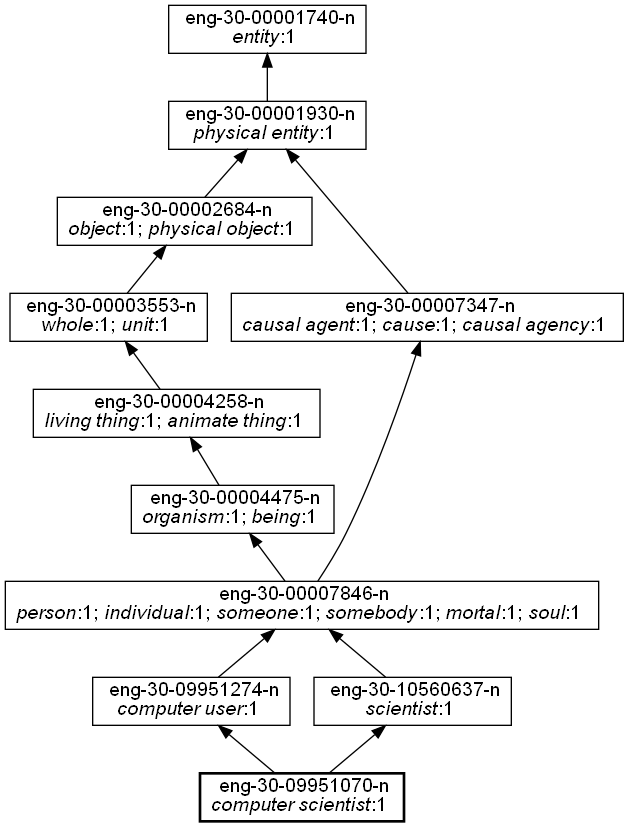 eng-30-00001740-n
entity:1
eng-30-00001930-n
physical entity:1
eng-30-00002684-n
object:1; physical object:1
eng-30-00003553-n
whole:1; unit:1
eng-30-00007347-n
causal agent:1; cause:1; causal agency:1
eng-30-00004258-n
living thing:1; animate thing:1
eng-30-00004475-n
organism:1; being:1
eng-30-00007846-n
person:1; individual:1; someone:1; somebody:1; mortal:1; soul:1
eng-30-09951274-n
computer user:1
eng-30-10560637-n
scientist:1
eng-30-09951070-n
computer scientist:1